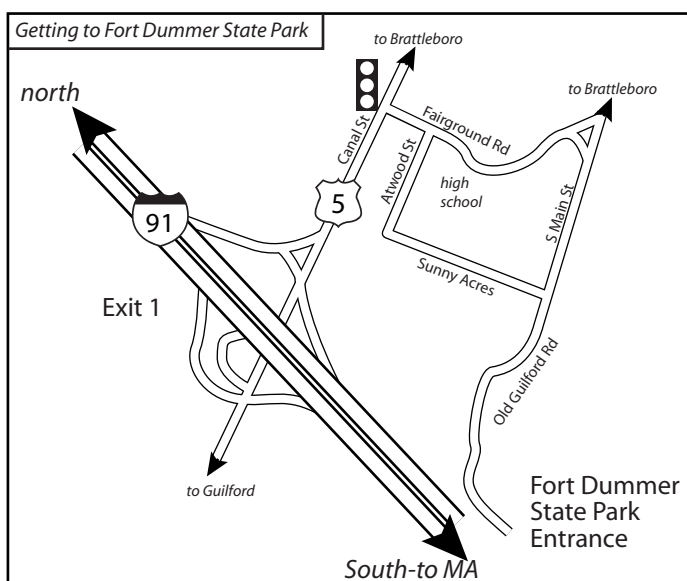 Getting to Fort Dummer State Park
to Brattleboro
to Brattleboro
north
Canal St
Fairground Rd
Atwood St
high
school
5
91
S Main St
Sunny Acres
Exit 1
Old Guilford Rd
to Guilford
Fort Dummer
State Park
Entrance
South-to MA